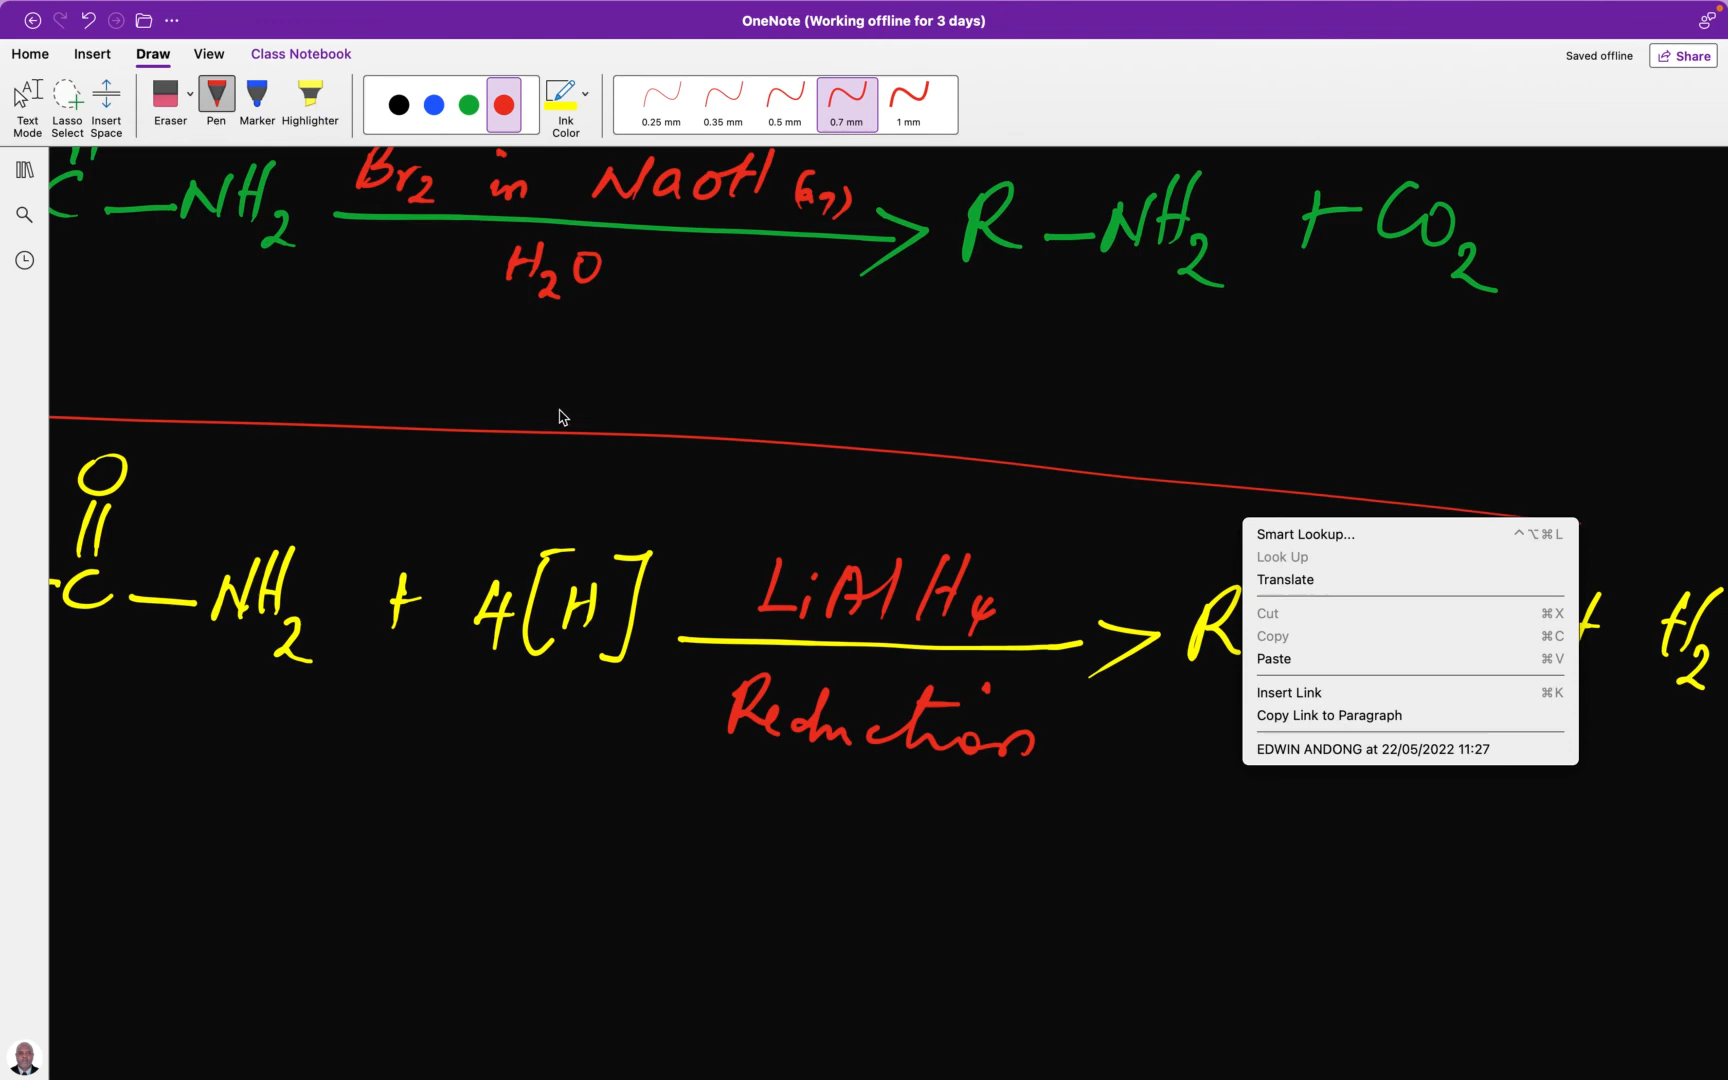 OneNote (Working offline for 3 days)
Home Insert Draw View Class Notebook
Saved offline Share
Text Mode
Lasso Select
Insert Space
Eraser Pen Marker Highlighter
Ink Color
0.25 mm 0.35 mm 0.5 mm 0.7 mm 1 mm
Br2 in NaOH (aq)
C — NH2 → R — NH2 + CO2
H2O
O
||
C — NH2 + 4[H] → R + H2
LiAlH4
Reduction
Smart Lookup... ^⌥⌘L
Look Up
Translate
Cut ⌘X
Copy ⌘C
Paste ⌘V
Insert Link ⌘K
Copy Link to Paragraph
EDWIN ANDONG at 22/05/2022 11:27